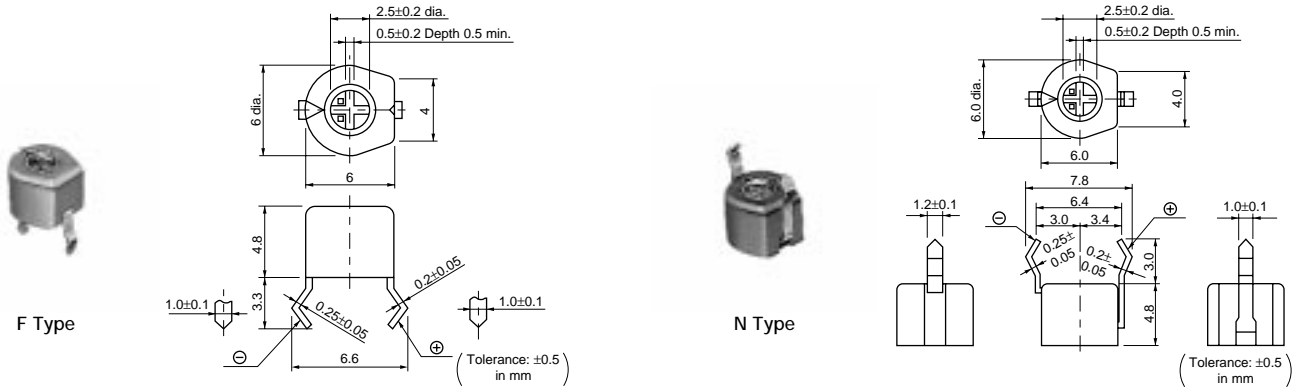 2.5±0.2 dia.
0.5±0.2 Depth 0.5 min.
6 dia.
4
6
4.8
3.3
1.0±0.1
0.25±0.05
0.2±0.05
1.0±0.1
⊖
⊕
6.6
(Tolerance: ±0.5
in mm)
F Type
2.5±0.2 dia.
0.5±0.2 Depth 0.5 min.
6.0 dia.
4.0
6.0
7.8
6.4
3.0
3.4
1.2±0.1
⊖
⊕
0.25±
0.05
0.2±
0.05
3.0
4.8
1.0±0.1
(Tolerance: ±0.5
in mm)
N Type